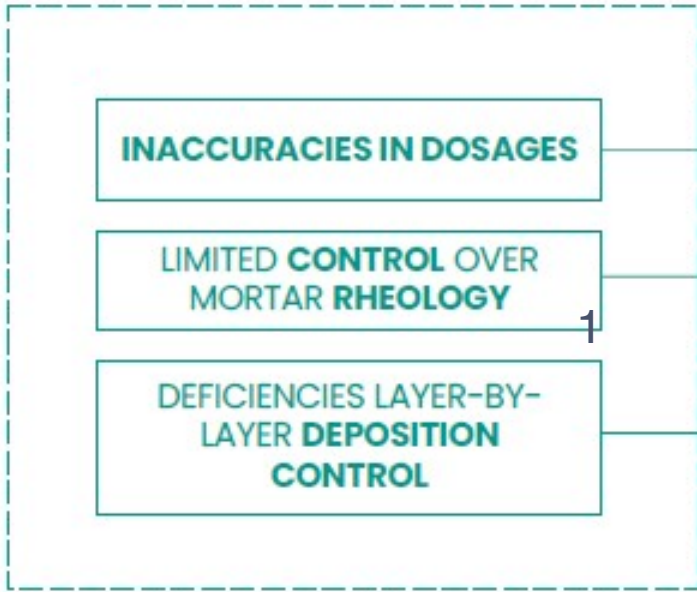 INACCURACIES IN DOSAGES
LIMITED CONTROL OVER
MORTAR RHEOLOGY
1
DEFICIENCIES LAYER-BY-
LAYER DEPOSITION
CONTROL